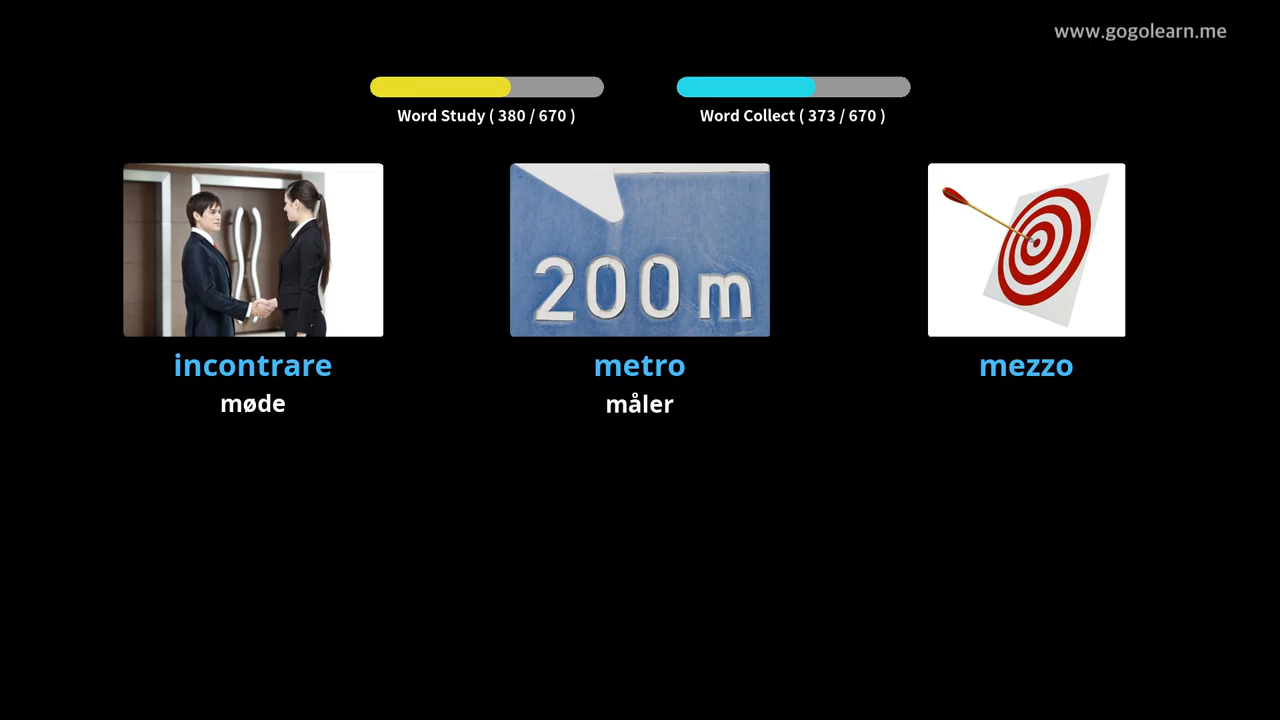 www.gogolearn.me
Word Study ( 380 / 670 )
Word Collect ( 373 / 670 )
200 m
incontrare
metro
mezzo
møde
måler